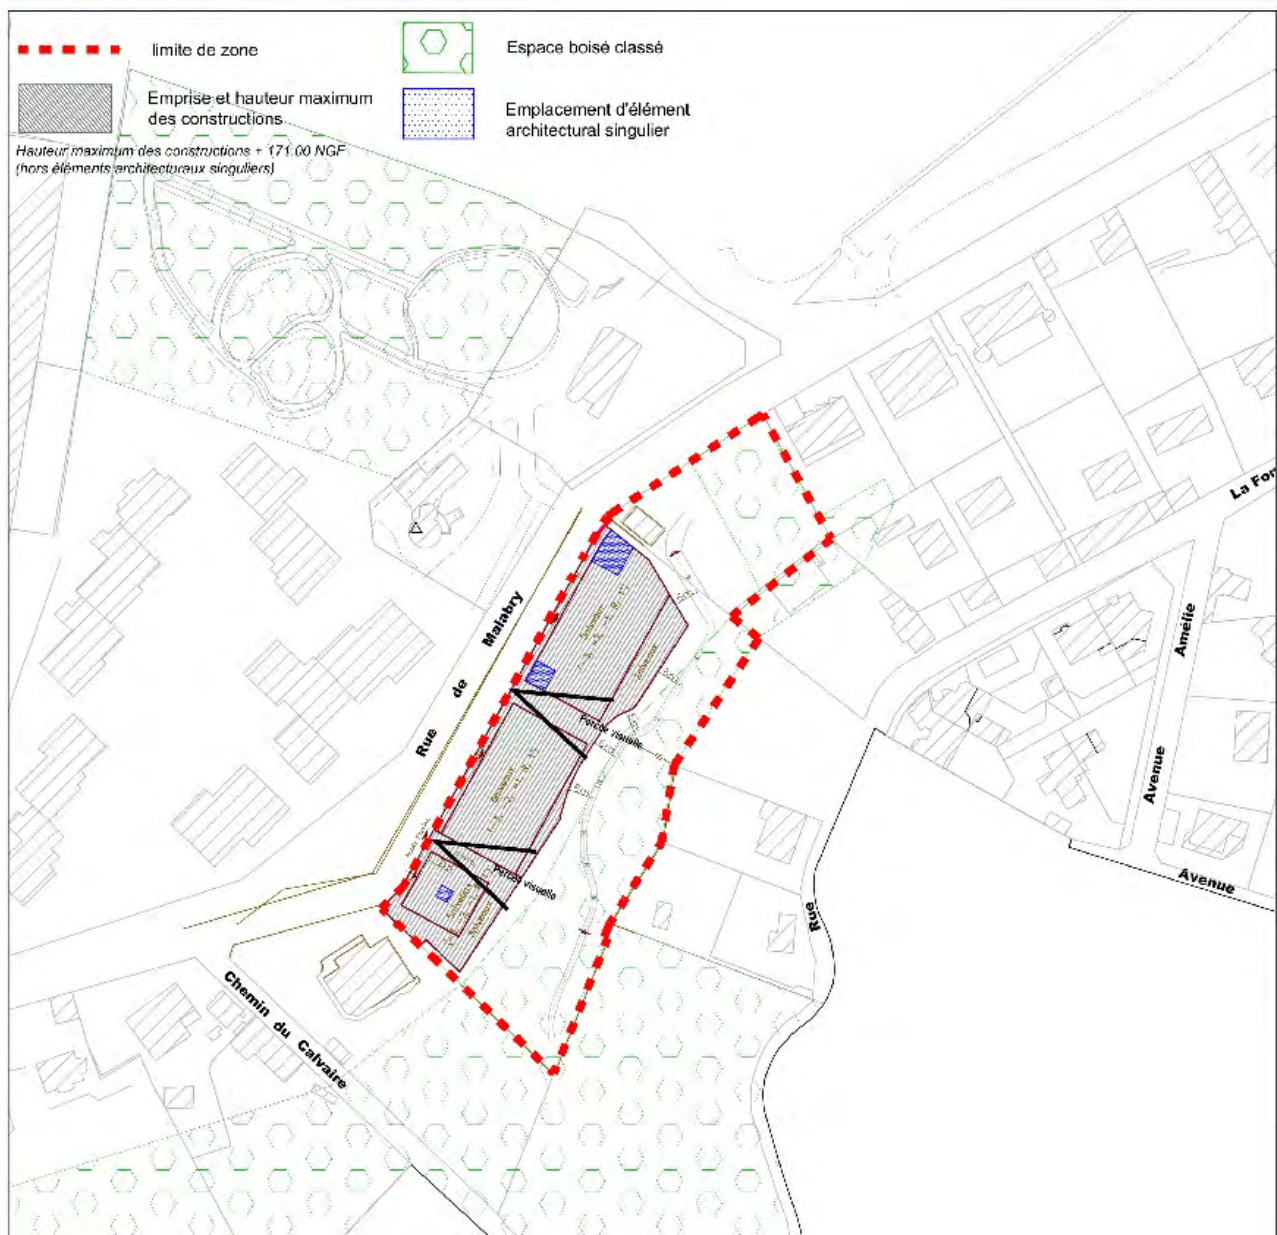 limite de zone
Espace boisé classé
Emprise et hauteur maximum
des constructions
Emplacement d'élément
architectural singulier
Hauteur maximum des constructions + 171.00 NGF
(hors éléments architecturaux singuliers)
La Fon
Rue de Malabry
Amélie
Avenue
Percée visuelle
Percée visuelle
Avenue
Rue
Chemin du Calvaire